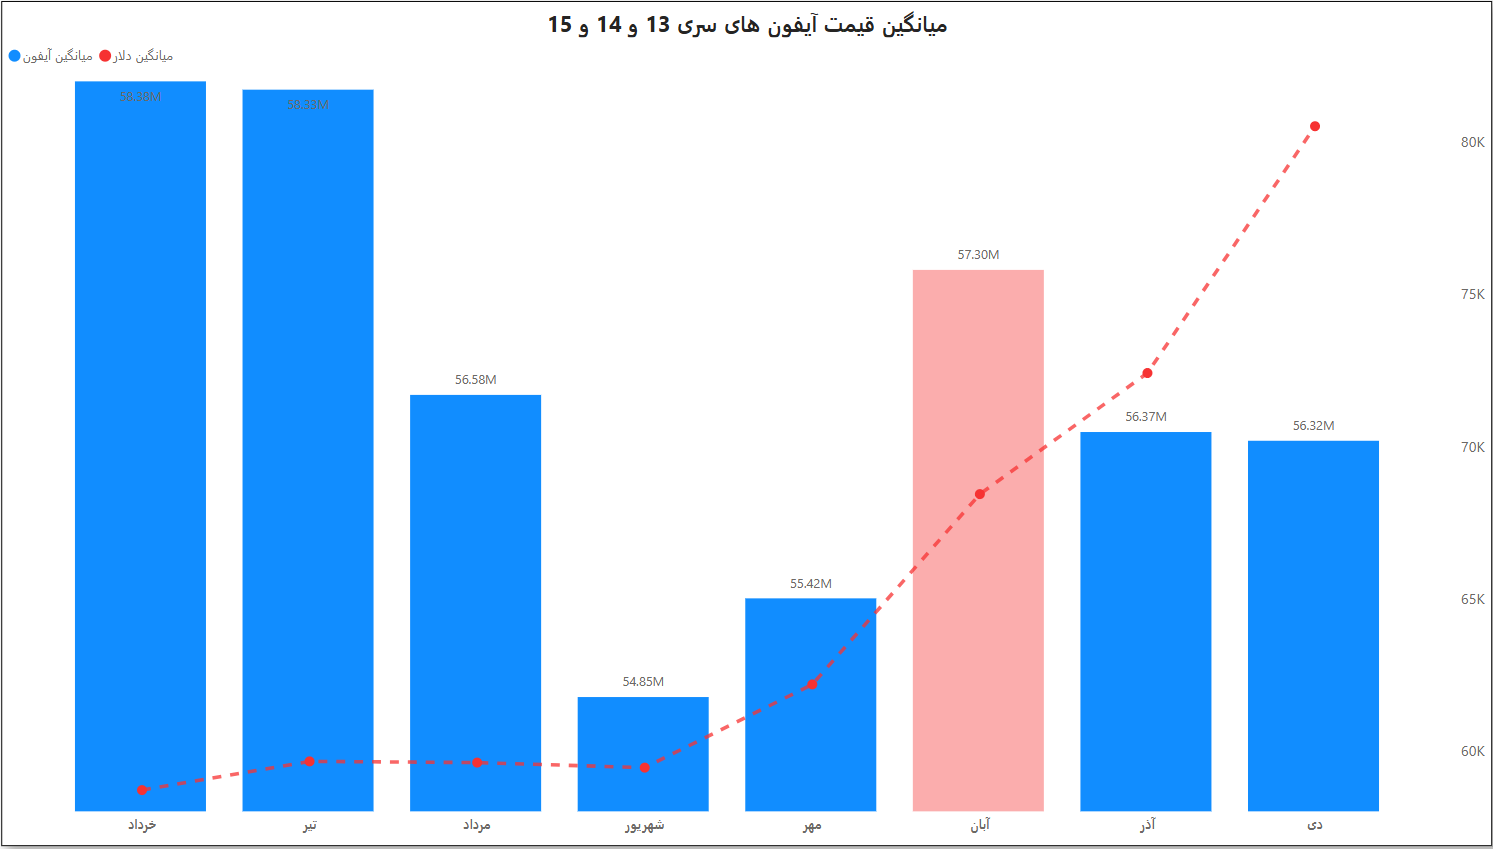 میانگین قیمت آیفون های سری 13 و 14 و 15
میانگین آیفون میانگین دلار
58.38M
58.33M
56.58M
54.85M
55.42M
57.30M
56.37M
56.32M
80K
75K
70K
65K
60K
خرداد تیر مرداد شهریور مهر آبان آذر دی